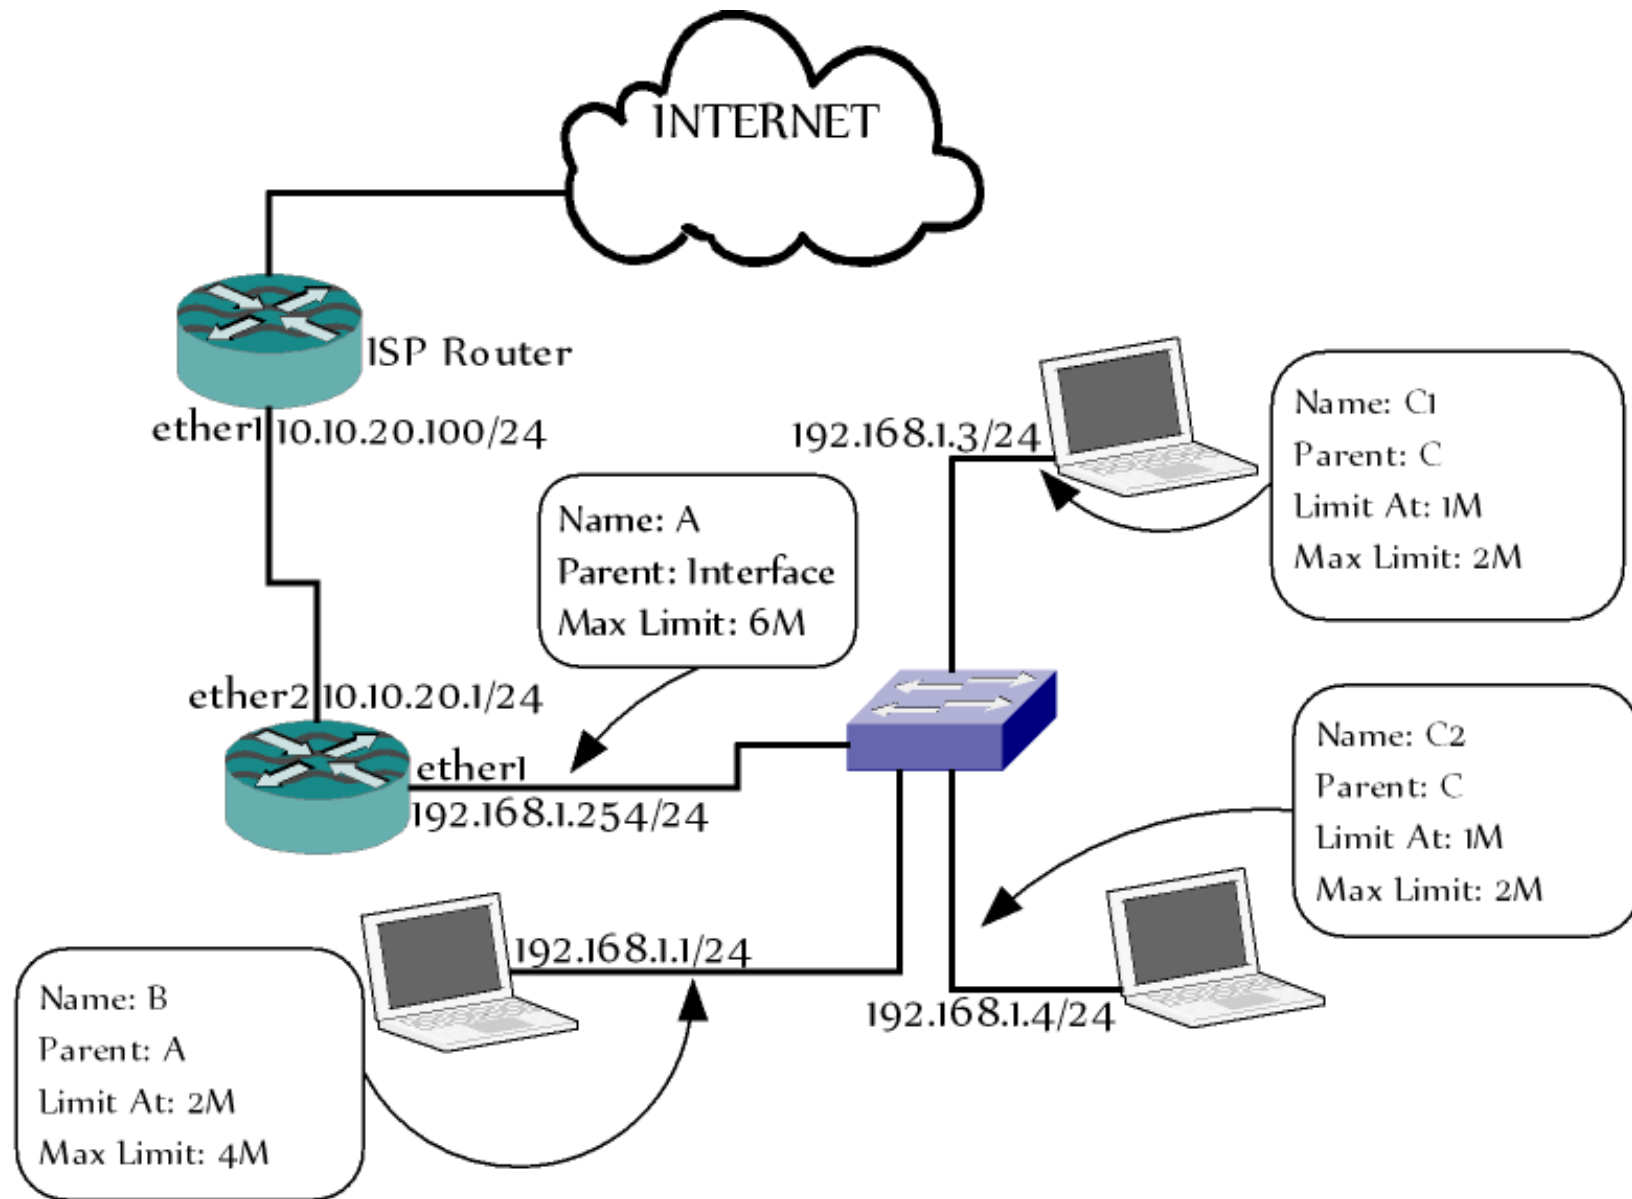 INTERNET
ISP Router
ether1 10.10.20.100/24
192.168.1.3/24
Name: C1
Parent: C
Limit At: 1M
Max Limit: 2M
Name: A
Parent: Interface
Max Limit: 6M
ether2 10.10.20.1/24
ether1
192.168.1.254/24
Name: C2
Parent: C
Limit At: 1M
Max Limit: 2M
192.168.1.1/24
192.168.1.4/24
Name: B
Parent: A
Limit At: 2M
Max Limit: 4M